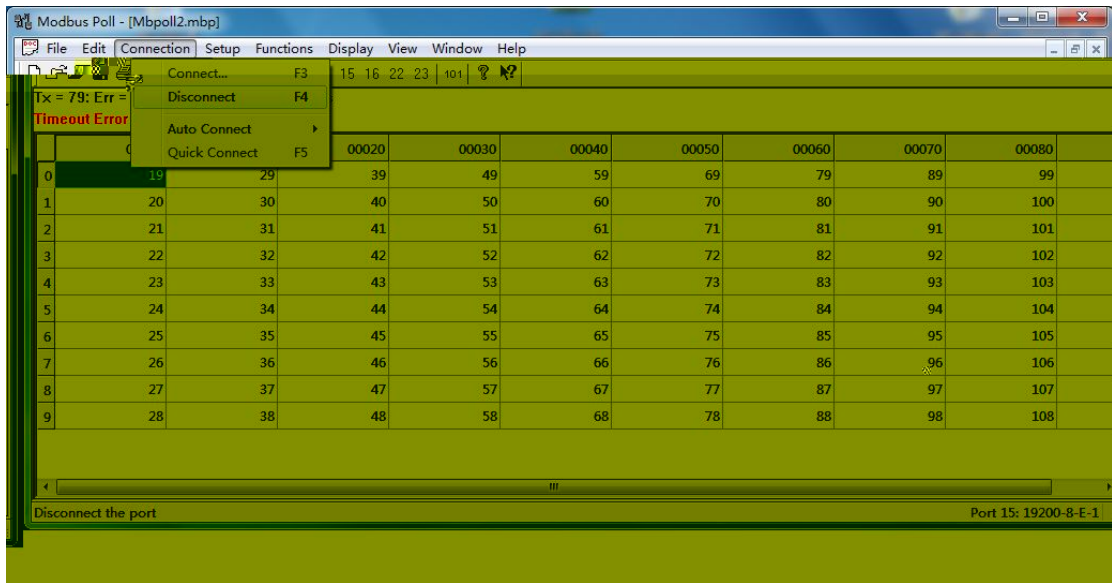 Modbus Poll - [Mbpoll2.mbp]
File Edit Connection Setup Functions Display View Window Help
Connect... F3 15 16 22 23 101
Tx = 79: Err = Disconnect F4
Timeout Error
Auto Connect
Quick Connect F5
00020 00030 00040 00050 00060 00070 00080
0 19 29 39 49 59 69 79 89 99
1 20 30 40 50 60 70 80 90 100
2 21 31 41 51 61 71 81 91 101
3 22 32 42 52 62 72 82 92 102
4 23 33 43 53 63 73 83 93 103
5 24 34 44 54 64 74 84 94 104
6 25 35 45 55 65 75 85 95 105
7 26 36 46 56 66 76 86 96 106
8 27 37 47 57 67 77 87 97 107
9 28 38 48 58 68 78 88 98 108
Disconnect the port Port 15: 19200-8-E-1